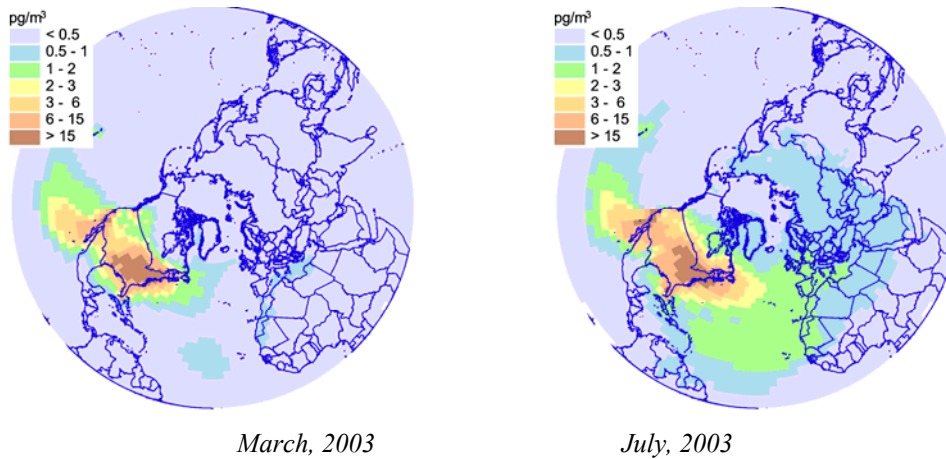 pg/m³
< 0.5
0.5 - 1
1 - 2
2 - 3
3 - 6
6 - 15
> 15
pg/m³
< 0.5
0.5 - 1
1 - 2
2 - 3
3 - 6
6 - 15
> 15
March, 2003
July, 2003